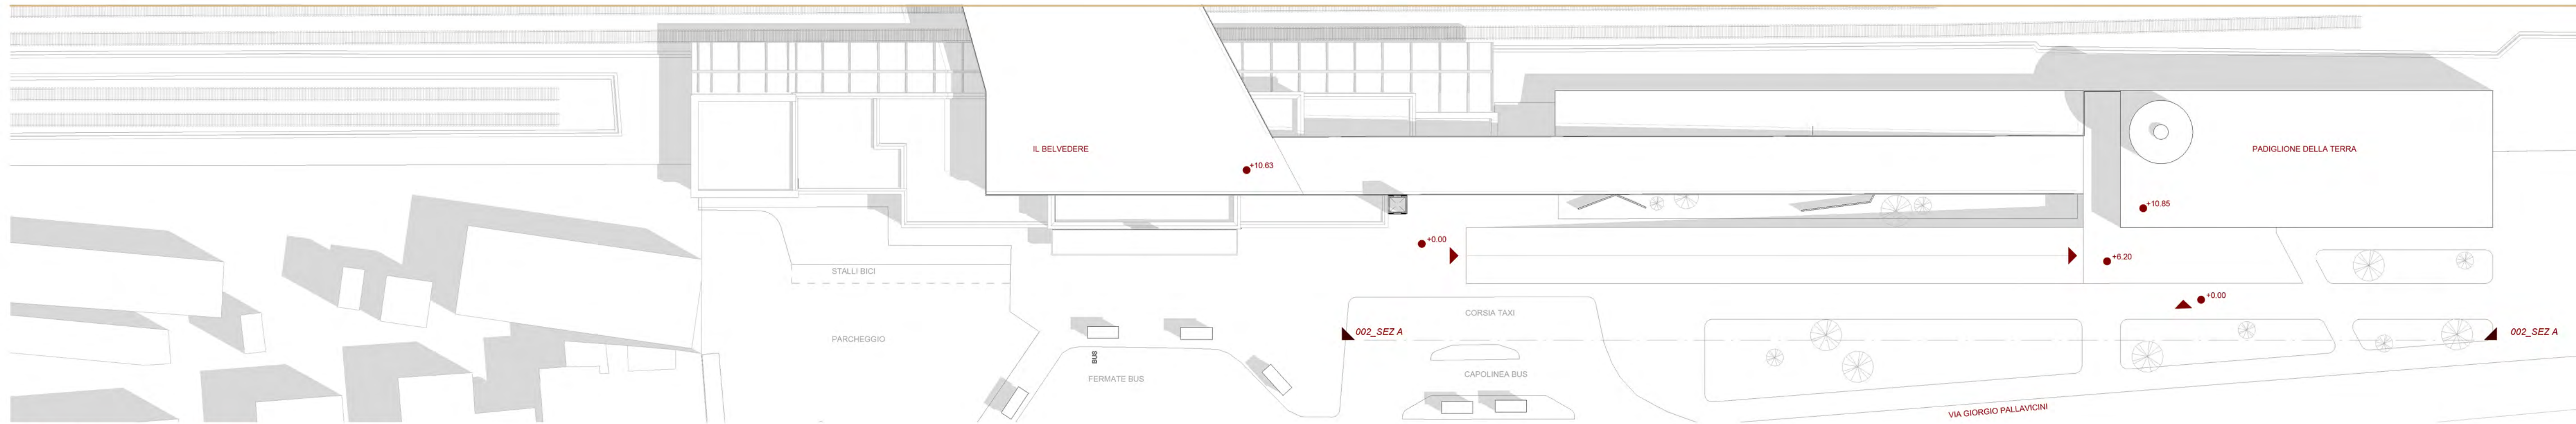 IL BELVEDERE
PADIGLIONE DELLA TERRA
+10.63
+10.85
+0.00
+6.20
STALLI BICI
+0.00
CORSIA TAXI
002_SEZ A
002_SEZ A
PARCHEGGIO
BUS
FERMATE BUS
CAPOLINEA BUS
VIA GIORGIO PALLAVICINI